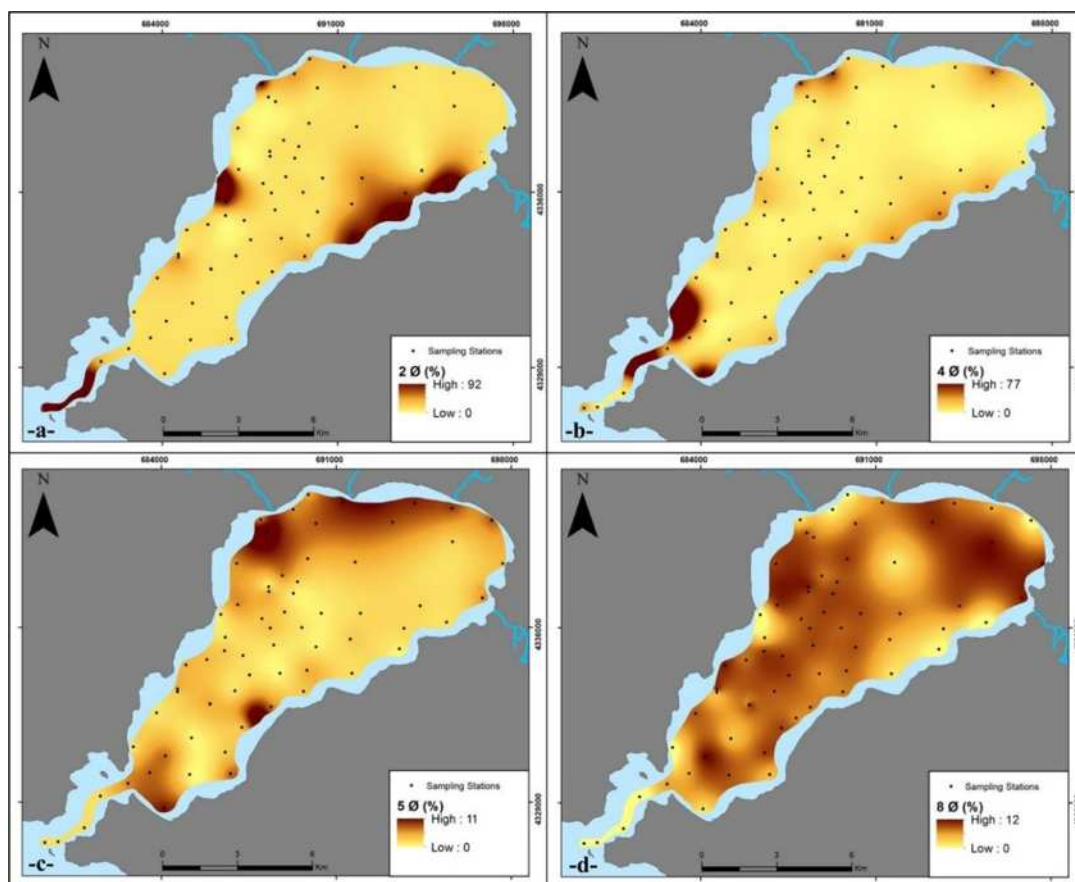 684000 691000 698000
684000 691000 698000
N
N
4336000
4336000
Sampling Stations
2 Ø (%)
High : 92
Low : 0
4329000
Sampling Stations
4 Ø (%)
High : 77
Low : 0
4329000
-a-
0 3 6
Km
-b-
0 3 6
Km
684000 691000 698000
684000 691000 698000
N
N
4336000
Sampling Stations
5 Ø (%)
High : 11
Low : 0
4329000
Sampling Stations
8 Ø (%)
High : 12
Low : 0
-c-
0 3 6
Km
-d-
0 3 6
Km